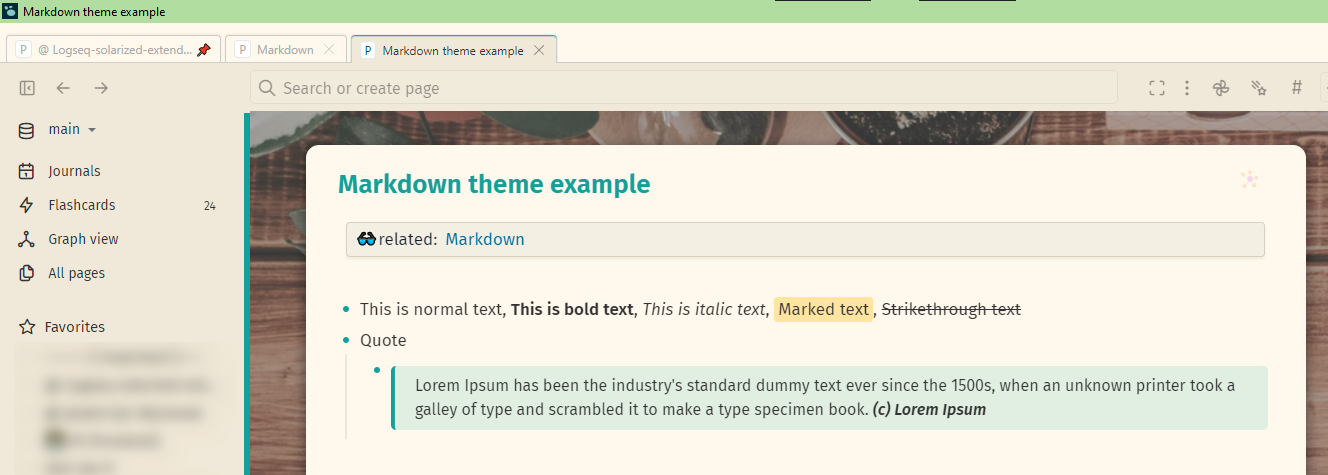 Markdown theme example
P @ Logseq-solarized-extend... P Markdown P Markdown theme example
Search or create page #
main
Journals
Flashcards 24
Graph view
All pages
Favorites
Markdown theme example
related: Markdown
This is normal text, This is bold text, This is italic text, Marked text, Strikethrough text
Quote
Lorem Ipsum has been the industry's standard dummy text ever since the 1500s, when an unknown printer took a
galley of type and scrambled it to make a type specimen book. (c) Lorem Ipsum